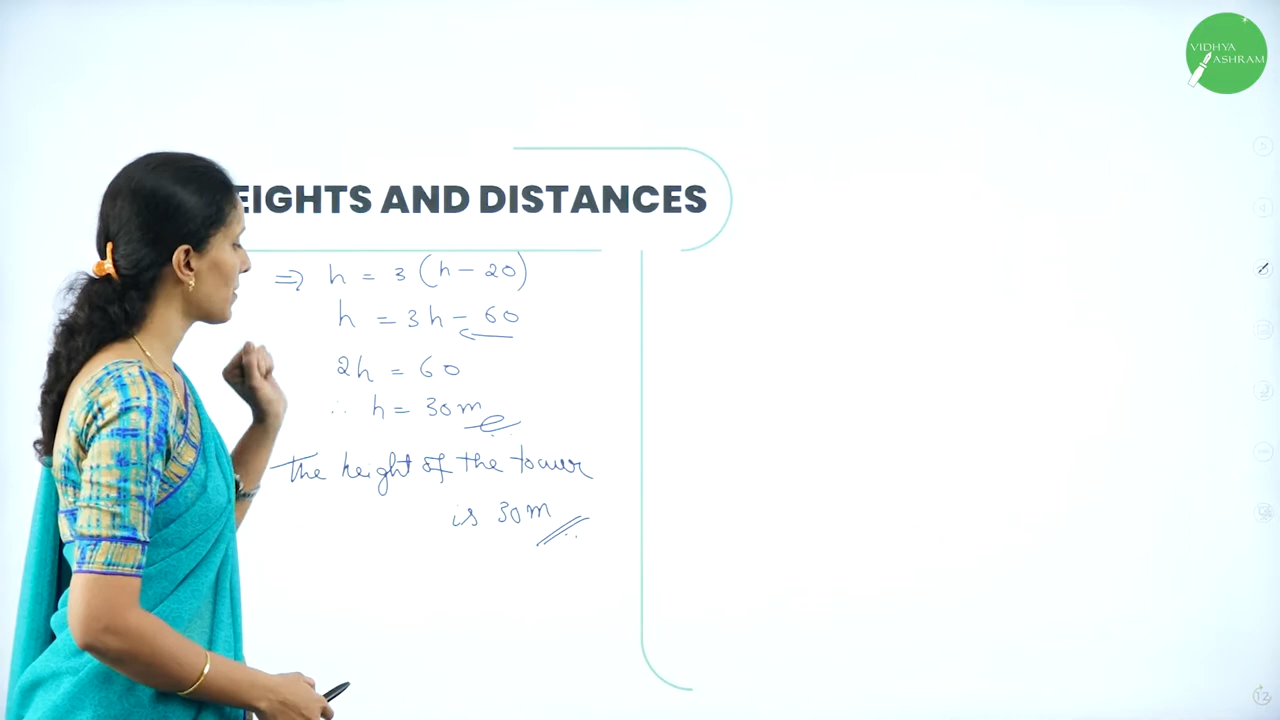 VIDHYA
ASHRAM
EIGHTS AND DISTANCES
⇒ h = 3 (h - 20)
h = 3h - 60
2h = 60
∴ h = 30m
The height of the tower
is 30m
12